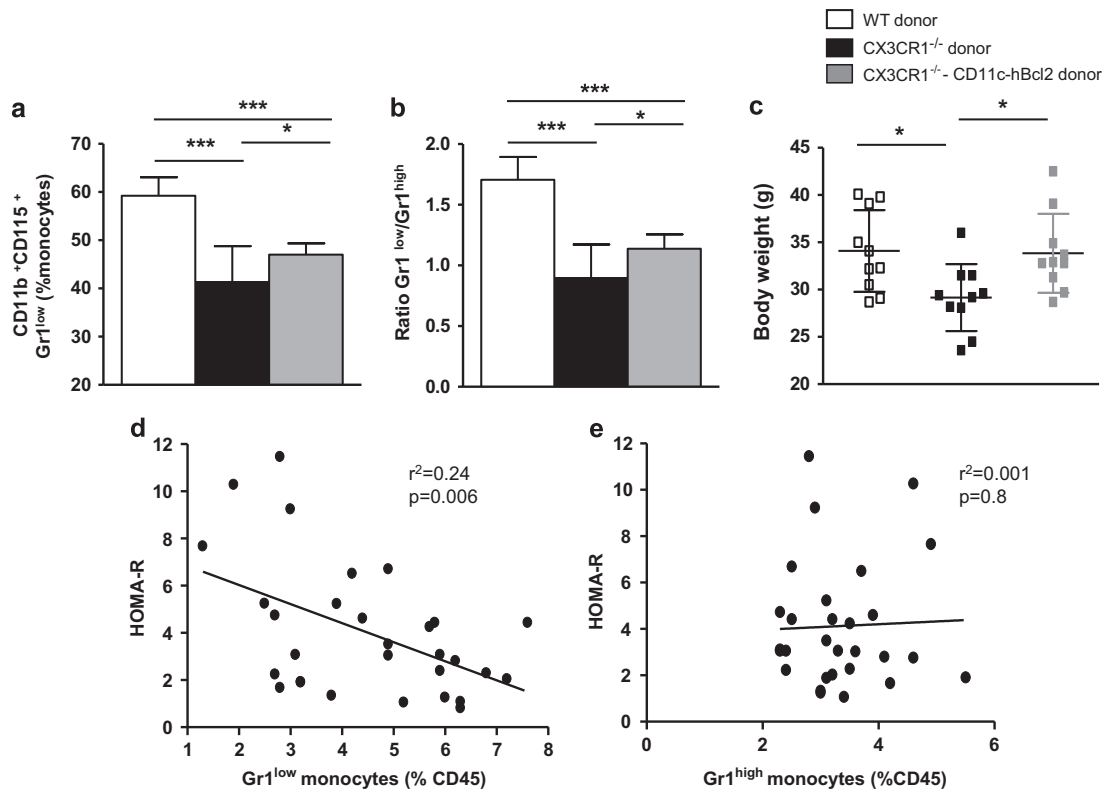 WT donor
CX3CR1-/- donor
CX3CR1-/- - CD11c-hBcl2 donor
a
***
***
*
CD11b +CD115 +
Gr1low (%monocytes)
70
60
50
40
30
20
b
***
***
*
Ratio Gr1 low/Gr1high
2.0
1.6
1.2
0.8
0.5
0.0
c
*
*
Body weight (g)
45
40
35
30
25
20
d
HOMA-R
12
10
8
6
4
2
0
r2=0.24
p=0.006
1 2 3 4 5 6 7 8
Gr1low monocytes (% CD45)
e
HOMA-R
12
10
8
6
4
2
0
r2=0.001
p=0.8
0 2 4 6
Gr1high monocytes (%CD45)